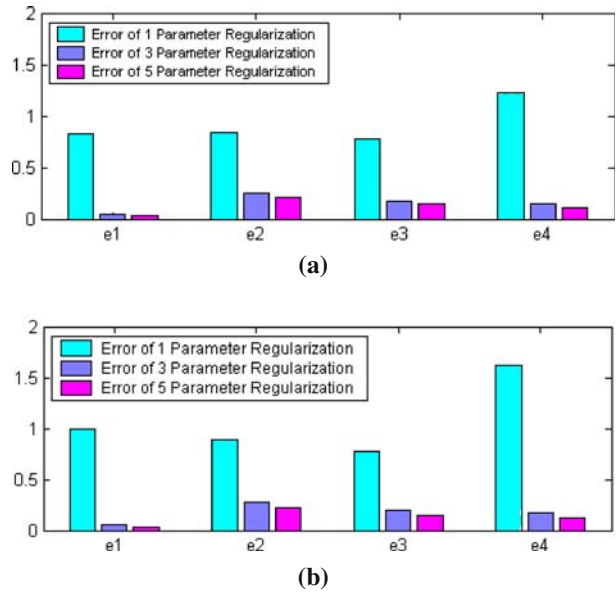 2
Error of 1 Parameter Regularization
1.5
Error of 3 Parameter Regularization
Error of 5 Parameter Regularization
1
0.5
0
e1 e2 e3 e4
(a)
2
Error of 1 Parameter Regularization
1.5
Error of 3 Parameter Regularization
Error of 5 Parameter Regularization
1
0.5
0
e1 e2 e3 e4
(b)